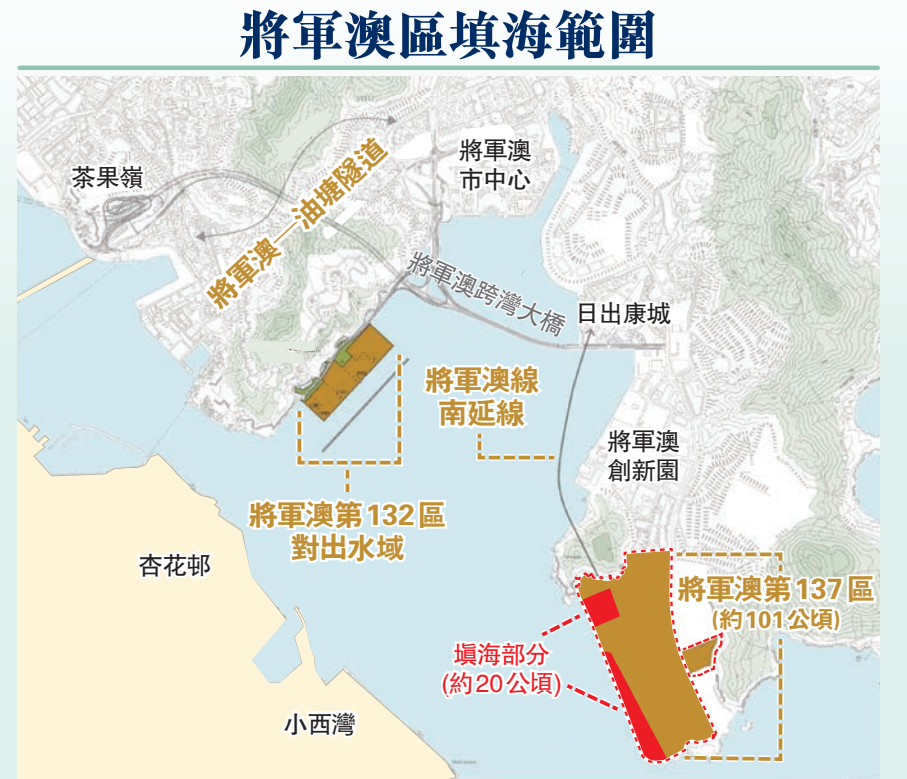 將軍澳區填海範圍
茶果嶺
將軍澳—油塘隧道
將軍澳
市中心
將軍澳跨灣大橋
日出康城
將軍澳線
南延線
將軍澳
創新園
將軍澳第132區
對出水域
杏花邨
將軍澳第137區
(約101公頃)
填海部分
(約20公頃)
小西灣